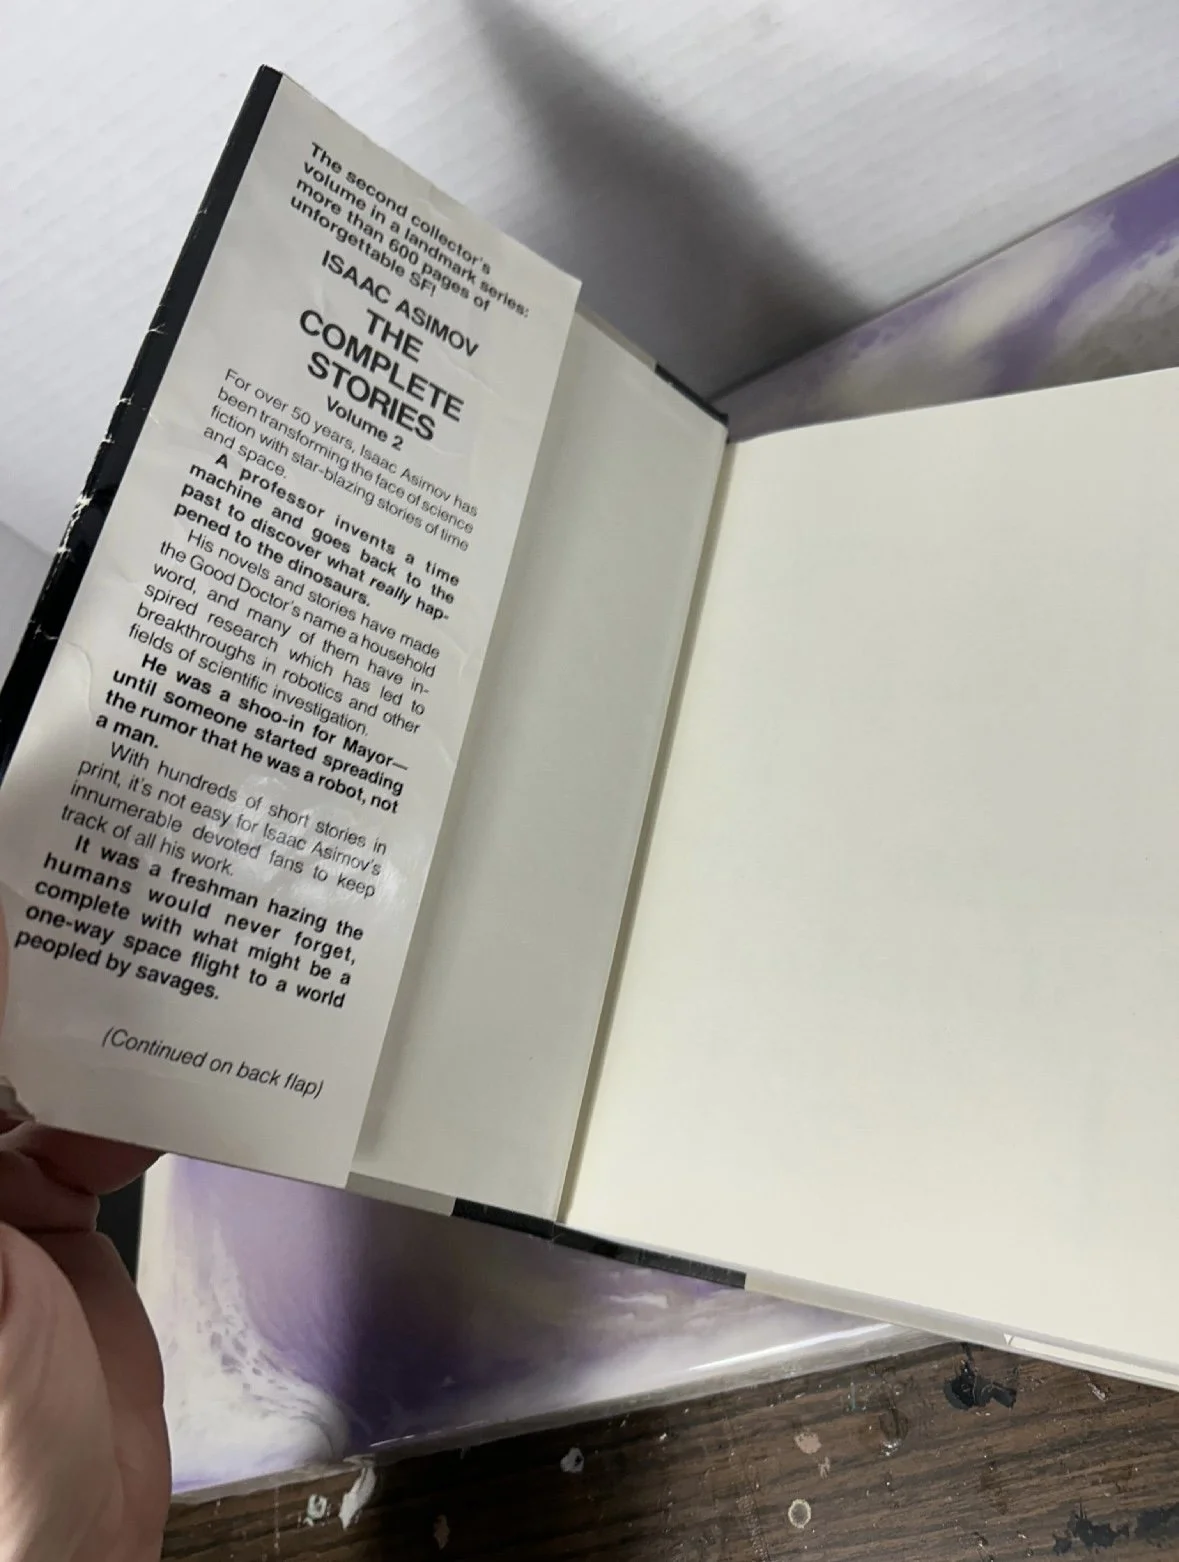 The second collector's
volume in a landmark series:
more than 600 pages of
unforgettable SF!
ISAAC ASIMOV
THE
COMPLETE
STORIES
Volume 2
For over 50 years, Isaac Asimov has
been transforming the face of science
fiction with star-blazing stories of time
and space.
A professor invents a time
machine and goes back to the
past to discover what really hap-
pened to the dinosaurs.
His novels and stories have made
the Good Doctor's name a household
word, and many of them have in-
spired research which has led to
breakthroughs in robotics and other
fields of scientific investigation.
He was a shoo-in for Mayor—
until someone started spreading
the rumor that he was a robot, not
a man.
With hundreds of short stories in
print, it's not easy for Isaac Asimov's
innumerable devoted fans to keep
track of all his work.
It was a freshman hazing the
humans would never forget,
complete with what might be a
one-way space flight to a world
peopled by savages.
(Continued on back flap)